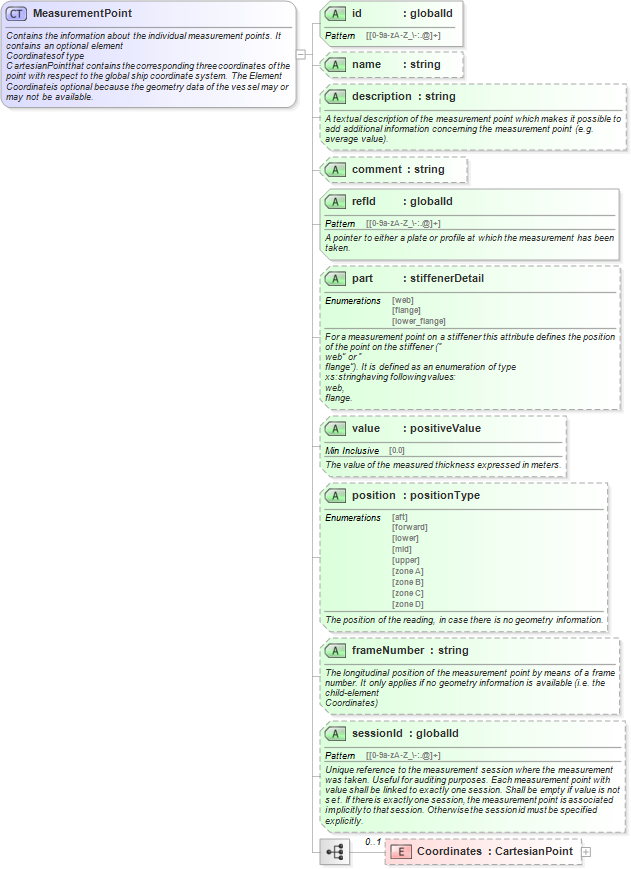 CT MeasurementPoint
Contains the information about the individual measurement points. It
contains an optional element
Coordinatesof type
CartesianPointthat contains the corresponding three coordinates of the
point with respect to the global ship coordinate system. The Element
Coordinateis optional because the geometry data of the vessel may or
may not be available.
A id : globalId
Pattern [[0-9a-zA-Z_\-:.@]+]
A name : string
A description : string
A textual description of the measurement point which makes it possible to
add additional information concerning the measurement point (e.g.
average value).
A comment : string
A refId : globalId
Pattern [[0-9a-zA-Z_\-:.@]+]
A pointer to either a plate or profile at which the measurement has been
taken.
A part : stiffenerDetail
Enumerations [web]
[flange]
[lower_flange]
For a measurement point on a stiffener this attribute defines the position
of the point on the stiffener ("
web" or "
flange"). It is defined as an enumeration of type
xs:stringhaving following values:
web,
flange.
A value : positiveValue
Min Inclusive [0.0]
The value of the measured thickness expressed in meters.
A position : positionType
Enumerations [aft]
[forward]
[lower]
[mid]
[upper]
[zone A]
[zone B]
[zone C]
[zone D]
The position of the reading, in case there is no geometry information.
A frameNumber : string
The longitudinal position of the measurement point by means of a frame
number. It only applies if no geometry information is available (i.e. the
child-element
Coordinates)
A sessionId : globalId
Pattern [[0-9a-zA-Z_\-:.@]+]
Unique reference to the measurement session where the measurement
was taken. Useful for auditing purposes. Each measurement point with
value shall be linked to exactly one session. Shall be empty if value is not
set. If there is exactly one session, the measurement point is associated
implicitly to that session. Otherwise the session id must be specified
explicitly.
0..1
E Coordinates : CartesianPoint